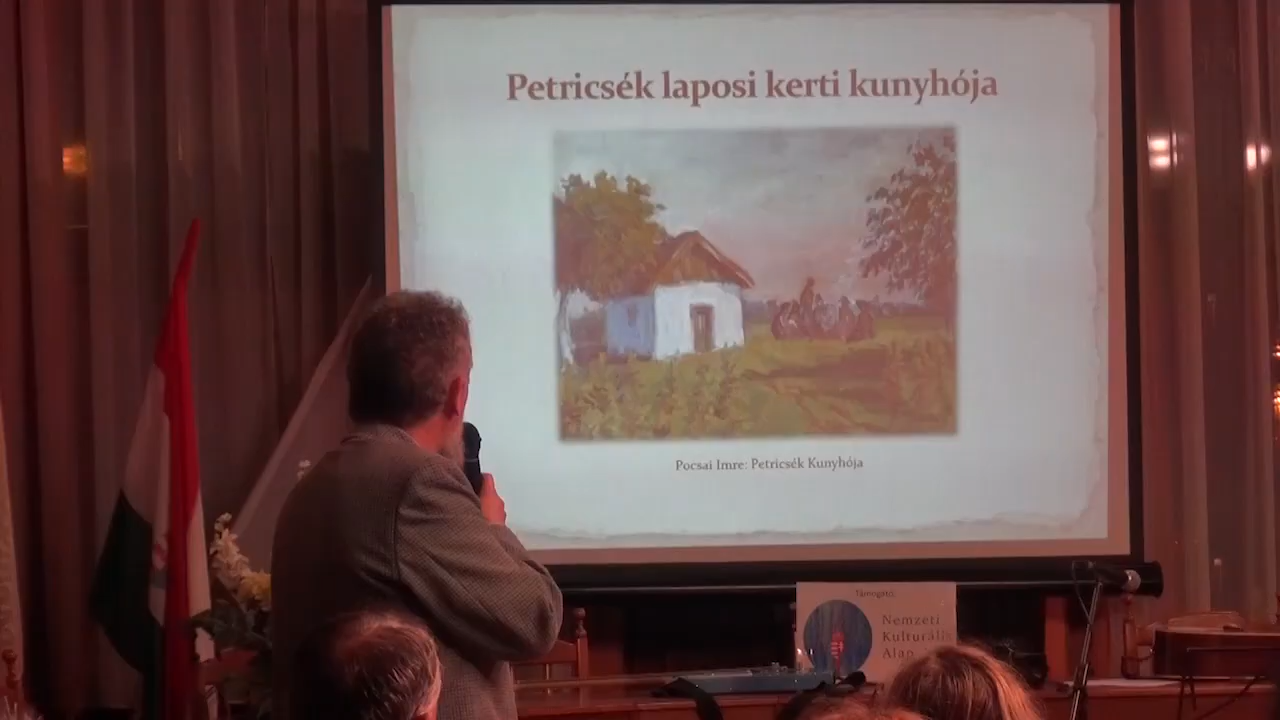 Petricsék laposi kerti kunyhója
Pocsai Imre: Petricsék Kunyhója
Támogató
Nemzeti
Kulturális
Alap